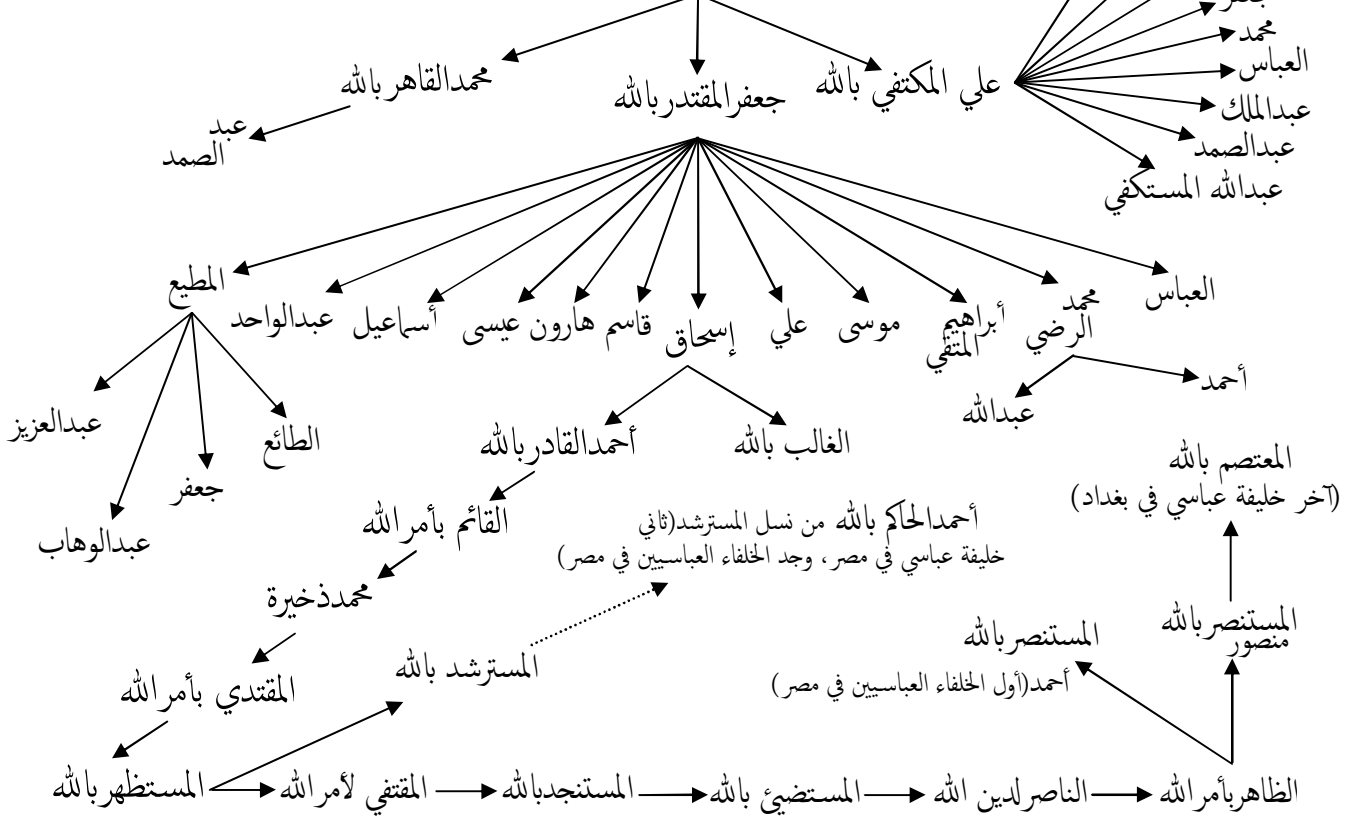 جعفر
محمد
العباس
عبدالملك
عبدالصمد
عبدالله المستكفي
علي المكتفي بالله
جعفرالمقتدربالله
محمدالقاهربالله
عبد
الصمد
العباس
محمد
الرضي
أبراهيم
المتقي
موسى
علي
إسحاق
قاسم
هارون
عيسى
أسماعيل
عبدالواحد
المطيع
أحمد
عبدالله
الغالب بالله
أحمدالقادربالله
الطائع
جعفر
عبدالوهاب
عبدالعزيز
المعتصم بالله
(آخر خليفة عباسي في بغداد)
القائم بأمرالله
أحمدالحاكم بالله من نسل المسترشد(ثاني
خليفة عباسي في مصر، وجد الخلفاء العباسيين في مصر)
محمدذخيرة
المستنصربالله
منصور
المستنصربالله
أحمد(أول الخلفاء العباسيين في مصر)
المسترشد بالله
المقتدي بأمرالله
المستظهربالله
المقتفي لأمرالله
المستنجدبالله
المستضيئ بالله
الناصرلدين الله
الظاهربأمرالله